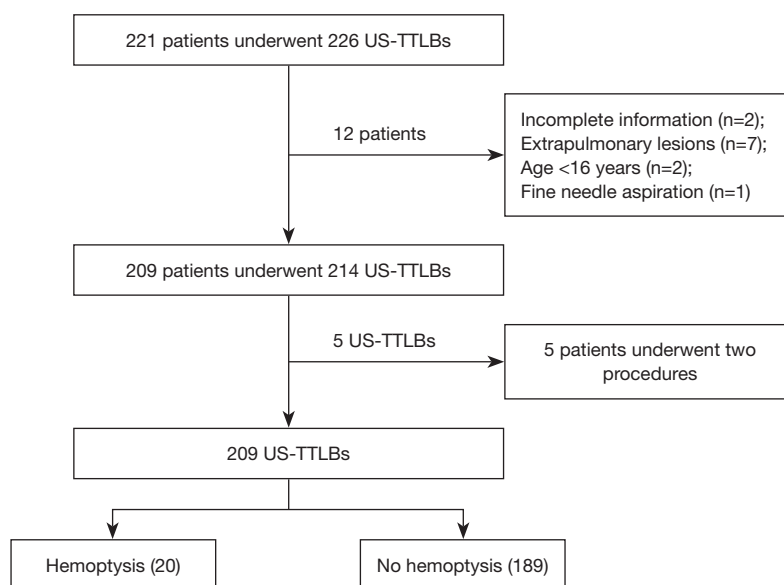 221 patients underwent 226 US-TTLBs
12 patients
Incomplete information (n=2);
Extrapulmonary lesions (n=7);
Age <16 years (n=2);
Fine needle aspiration (n=1)
209 patients underwent 214 US-TTLBs
5 US-TTLBs
5 patients underwent two
procedures
209 US-TTLBs
Hemoptysis (20)
No hemoptysis (189)